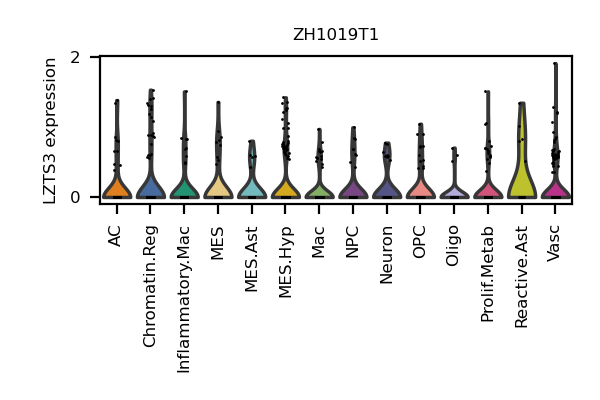 ZH1019T1
LZTS3 expression
2
0
AC
Chromatin.Reg
Inflammatory.Mac
MES
MES.Ast
MES.Hyp
Mac
NPC
Neuron
OPC
Oligo
Prolif.Metab
Reactive.Ast
Vasc